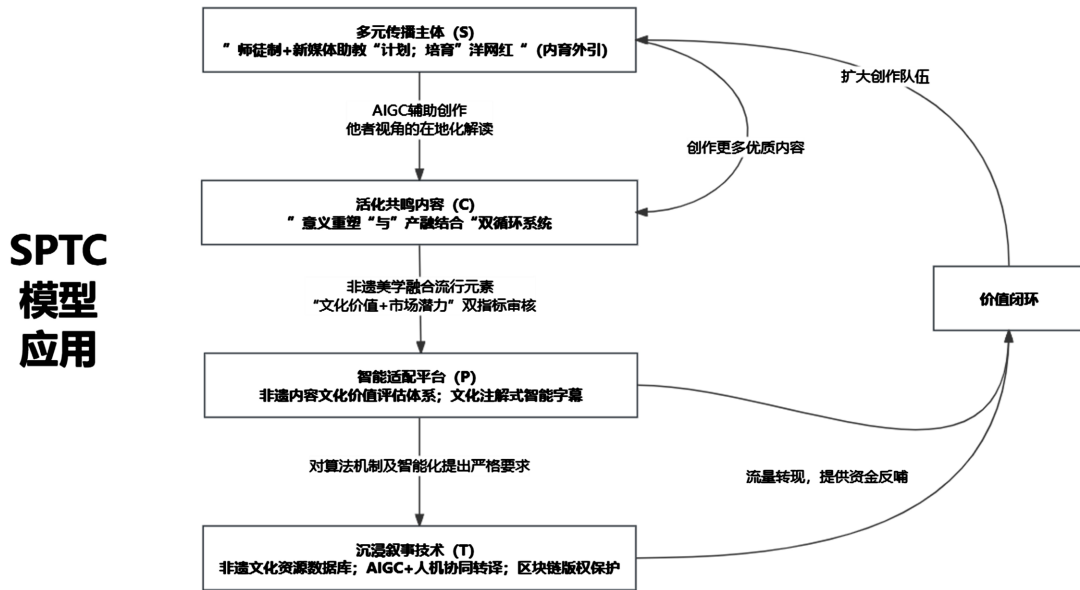 SPTC
模型
应用
多元传播主体（S）
”师徒制+新媒体助教“计划；培育”洋网红“（内育外引）
扩大创作队伍
AIGC辅助创作
他者视角的在地化解读
创作更多优质内容
活化共鸣内容（C）
”意义重塑“与”产融结合“双循环系统
非遗美学融合流行元素
“文化价值+市场潜力”双指标审核
价值闭环
智能适配平台（P）
非遗内容文化价值评估体系；文化注解式智能字幕
对算法机制及智能化提出严格要求
流量转现，提供资金反哺
沉浸叙事技术（T）
非遗文化资源数据库；AIGC+人机协同转译；区块链版权保护